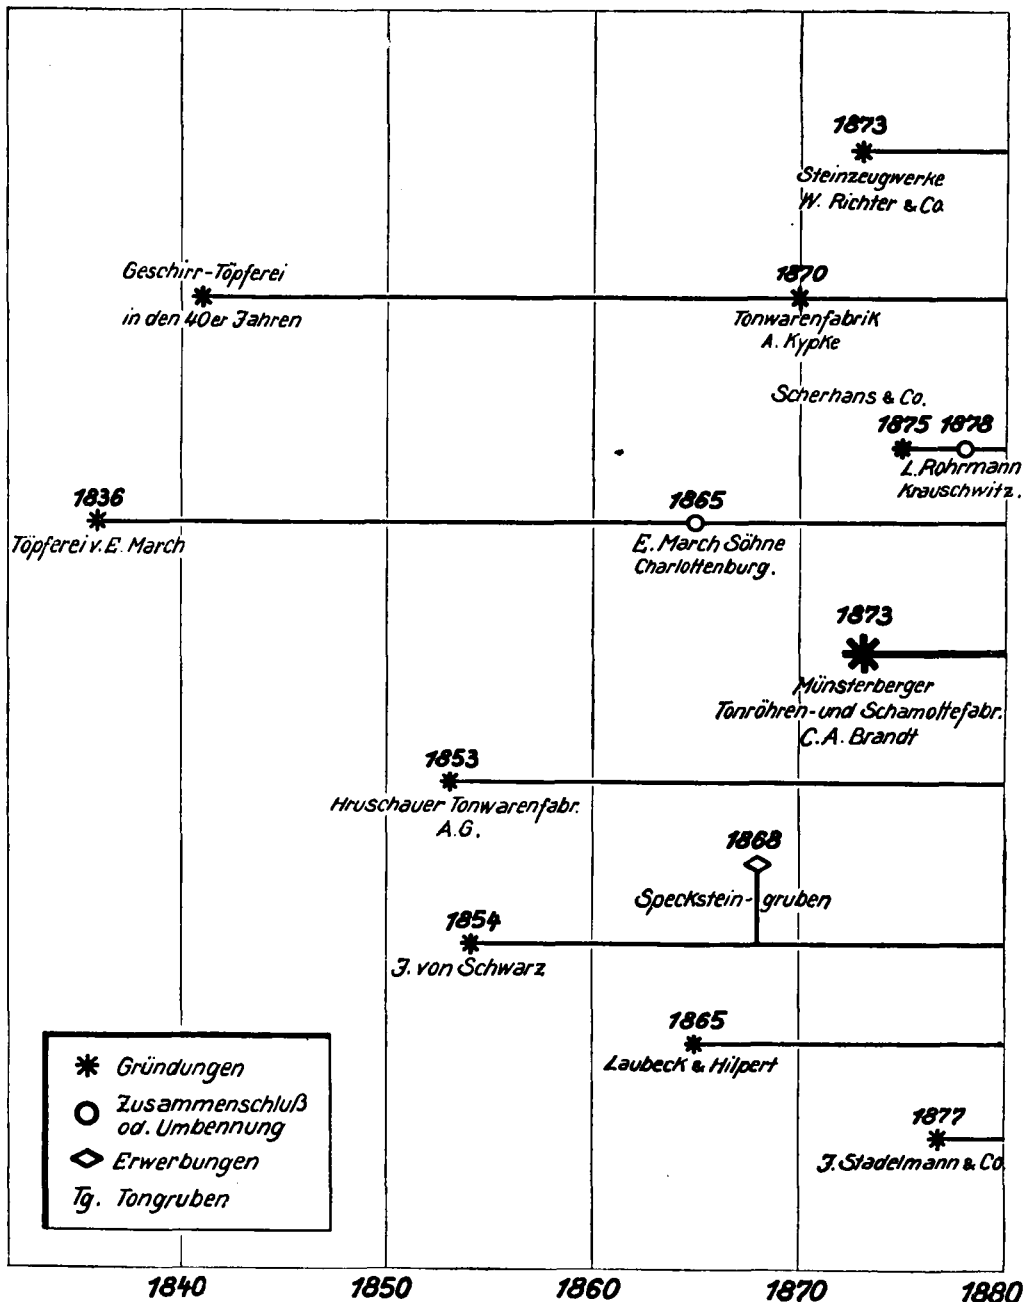 1873
Steinzeugwerke
W. Richter & Co.
Geschirr-Töpferei
in den 40er Jahren
1870
Tonwarenfabrik
A. Kypke
Scherhans & Co.
1875 1878
L. Rohrmann
Krauschwitz.
1836
Töpferei v. E. March
1865
E. March Söhne
Charlottenburg.
1873
Münsterberger
Tonröhren- und Schamottefabr.
C.A. Brandt
1853
Hruschauer Tonwarenfabr.
A.G.
1868
Speckstein-gruben
1854
J. von Schwarz
1865
Laubeck & Hilpert
1877
J. Stadelmann & Co.
Gründungen
Zusammenschluß
od. Umbennung
Erwerbungen
Tg. Tongruben
1840 1850 1860 1870 1880